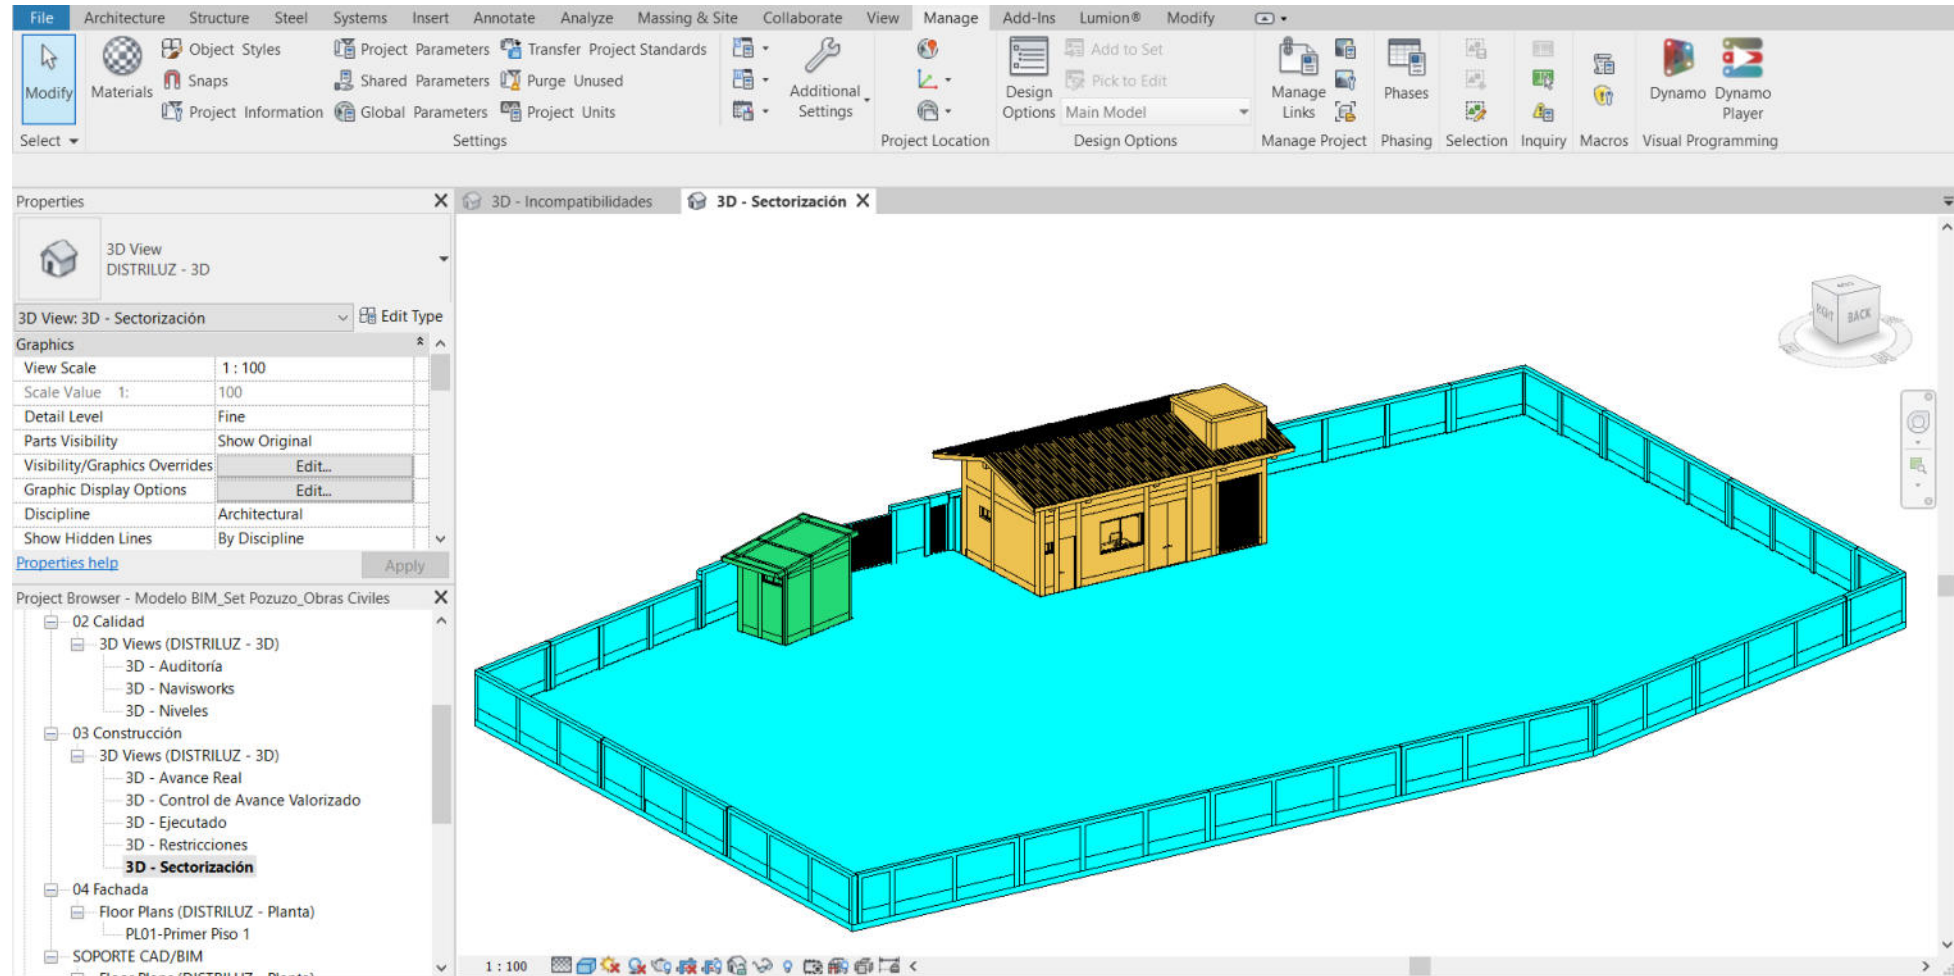 File Architecture Structure Steel Systems Insert Annotate Analyze Massing & Site Collaborate View Manage Add-Ins Lumion® Modify
Object Styles Project Parameters Transfer Project Standards Add to Set
Snaps Shared Parameters Purge Unused Pick to Edit
Modify Materials Additional Settings Design Options Manage Links Phases Dynamo Dynamo Player
Project Information Global Parameters Project Units Main Model
Select Settings Project Location Design Options Manage Project Phasing Selection Inquiry Macros Visual Programming
Properties
3D - Incompatibilidades 3D - Sectorización
3D View
DISTRILUZ - 3D
3D View: 3D - Sectorización Edit Type
Graphics
View Scale 1 : 100
Scale Value 1: 100
Detail Level Fine
Parts Visibility Show Original
Visibility/Graphics Overrides Edit...
Graphic Display Options Edit...
Discipline Architectural
Show Hidden Lines By Discipline
Properties help Apply
Project Browser - Modelo BIM_Set Pozuzo_Obras Civiles
02 Calidad
3D Views (DISTRILUZ - 3D)
3D - Auditoría
3D - Navisworks
3D - Niveles
03 Construcción
3D Views (DISTRILUZ - 3D)
3D - Avance Real
3D - Control de Avance Valorizado
3D - Ejecutado
3D - Restricciones
3D - Sectorización
04 Fachada
Floor Plans (DISTRILUZ - Planta)
PL01-Primer Piso 1
SOPORTE CAD/BIM
Floor Plans (DISTRILUZ - Planta)
BACK
1 : 100